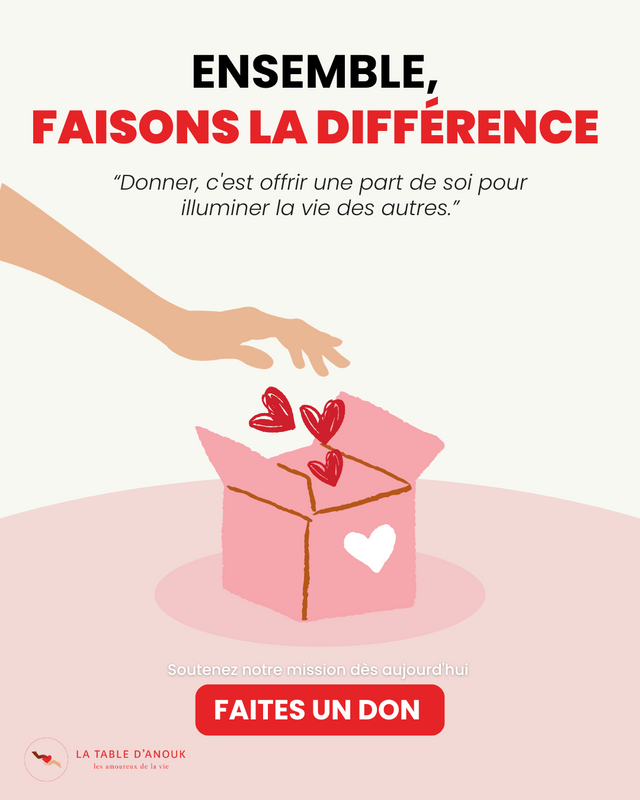 ENSEMBLE,
FAISONS LA DIFFÉRENCE
“Donner, c'est offrir une part de soi pour
illuminer la vie des autres.”
Soutenez notre mission dès aujourd'hui
FAITES UN DON
LA TABLE D'ANOUK
les amoureux de la vie